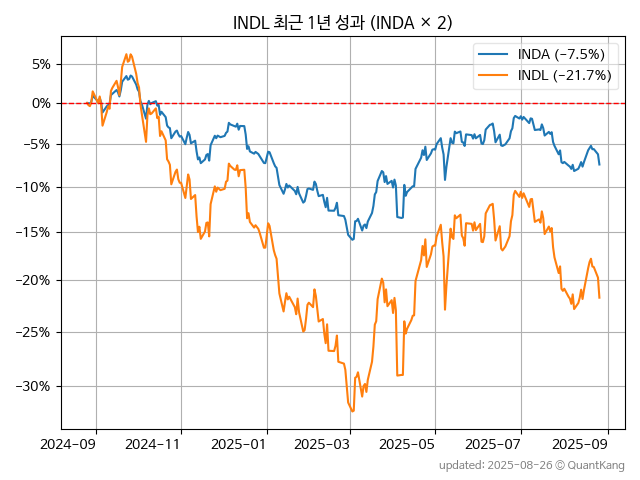 INDL 최근 1년 성과 (INDA × 2)
INDA (−7.5%)
INDL (−21.7%)
5%
0%
−5%
−10%
−15%
−20%
−25%
−30%
2024-09 2024-11 2025-01 2025-03 2025-05 2025-07 2025-09
updated: 2025-08-26 © QuantKang